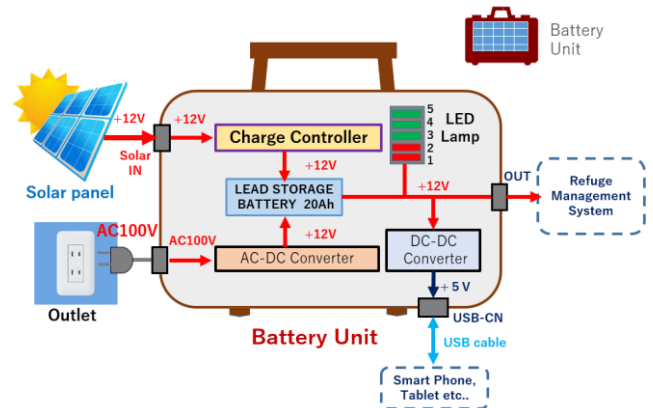 Battery
Unit
+12V
Solar
IN
Solar panel
+12V
Charge Controller
+12V
LEAD STORAGE
BATTERY 20Ah
+12V
AC-DC Converter
5
4
3
2
1
LED
Lamp
+12V
OUT
Refuge
Management
System
DC-DC
Converter
+ 5 V
USB-CN
USB cable
Smart Phone,
Tablet etc..
AC100V
AC100V
Outlet
Battery Unit